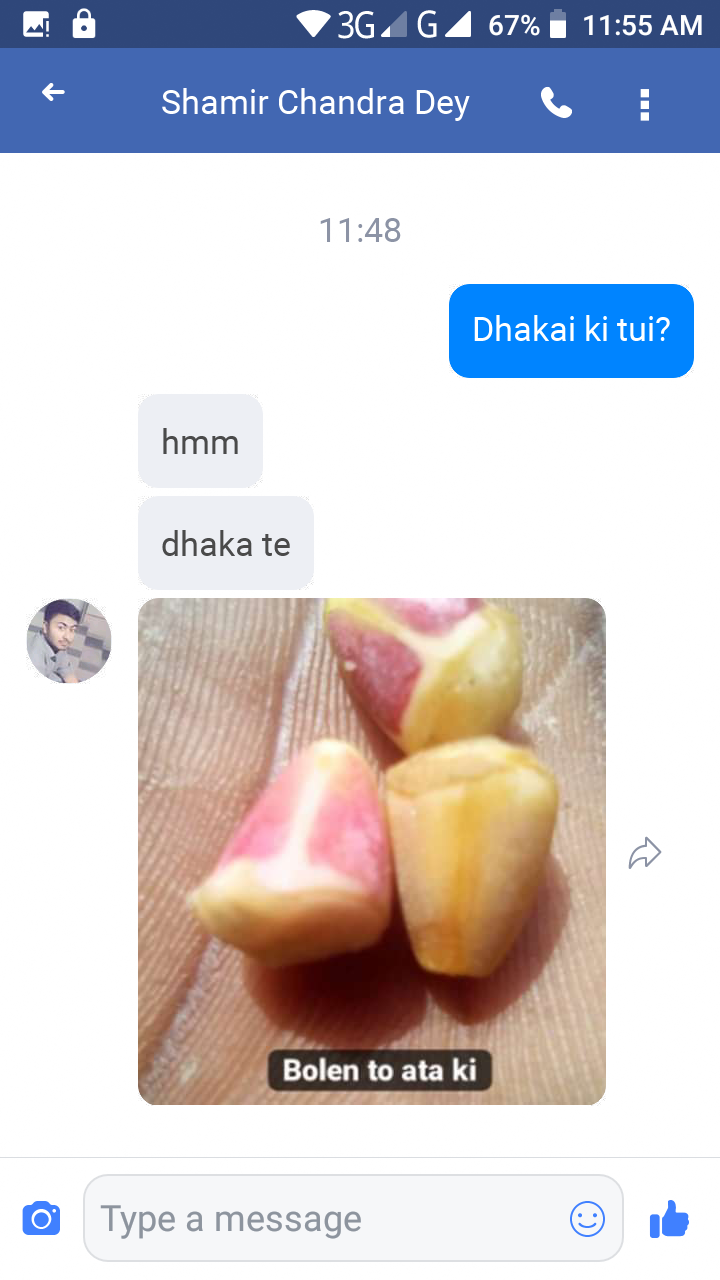 3G G 67% 11:55 AM
Shamir Chandra Dey
11:48
Dhakai ki tui?
hmm
dhaka te
Bolen to ata ki
Type a message